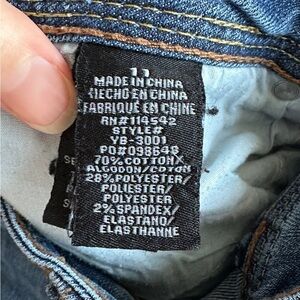 11
MADE IN CHINA
HECHO EN CHINA
FABRIQUÉ EN CHINE
RN#114542
STYLE#
YB-3001
PO#098648
70% COTTON/
ALGODON/COTON
28% POLYESTER/
POLIESTER/
POLYESTER
2% SPANDEX/
ELASTANO/
ELASTHANNE